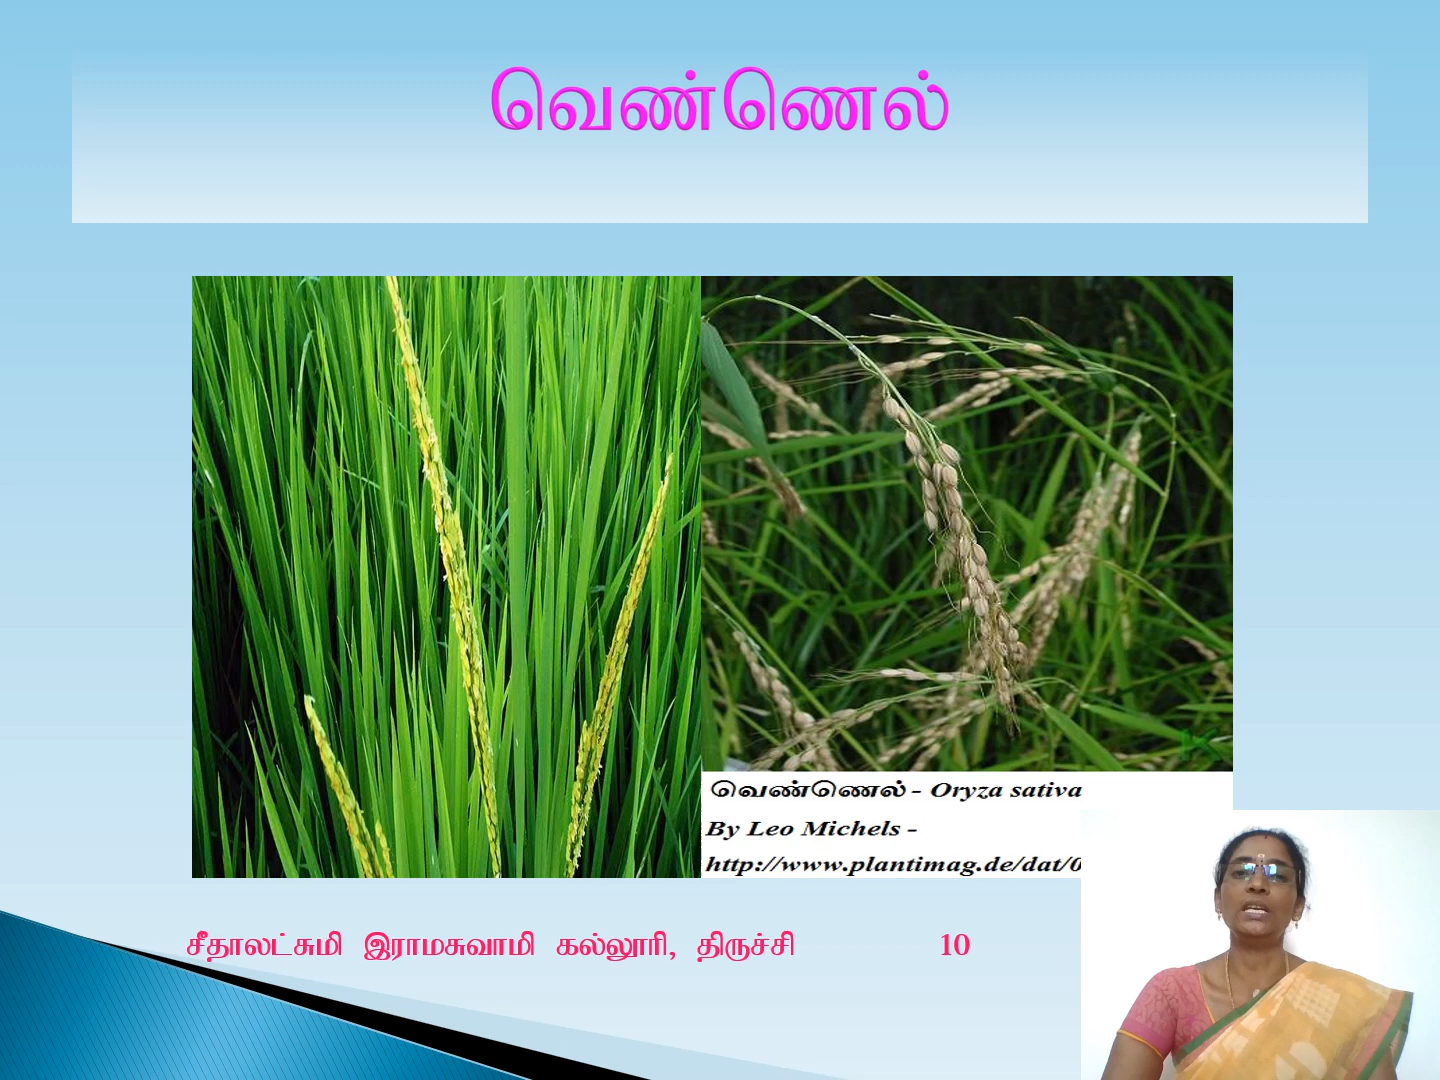 வெண்ணெல்
வெண்ணெல் - Oryza sativa
By Leo Michels -
http://www.plantimag.de/dat/0
சீதாலட்சுமி இராமசுவாமி கல்லூரி, திருச்சி 10